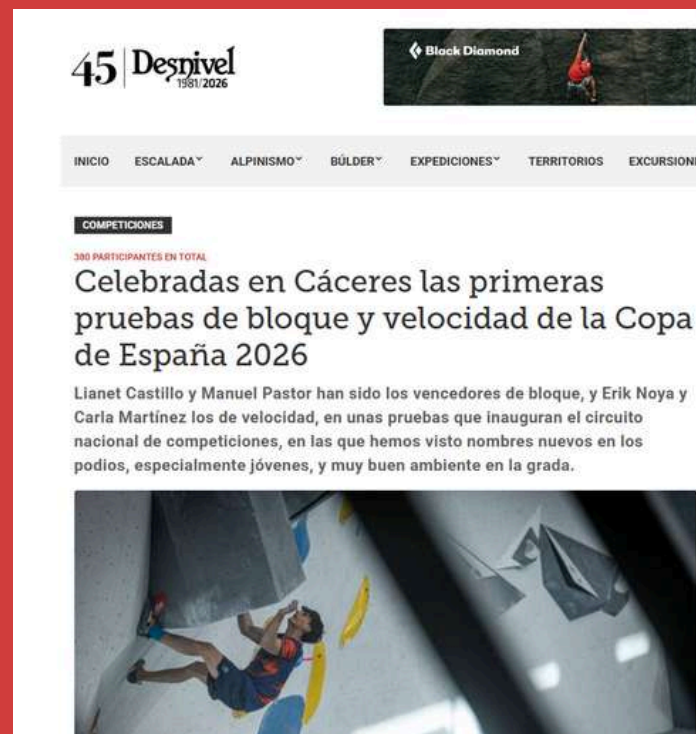 45 Desnivel
1981/2026
Black Diamond
INICIO ESCALADA ALPINISMO BÚLDER EXPEDICIONES TERRITORIOS EXCURSION
COMPETICIONES
380 PARTICIPANTES EN TOTAL
Celebradas en Cáceres las primeras
pruebas de bloque y velocidad de la Copa
de España 2026
Lianet Castillo y Manuel Pastor han sido los vencedores de bloque, y Erik Noya y
Carla Martínez los de velocidad, en unas pruebas que inauguran el circuito
nacional de competiciones, en las que hemos visto nombres nuevos en los
podios, especialmente jóvenes, y muy buen ambiente en la grada.